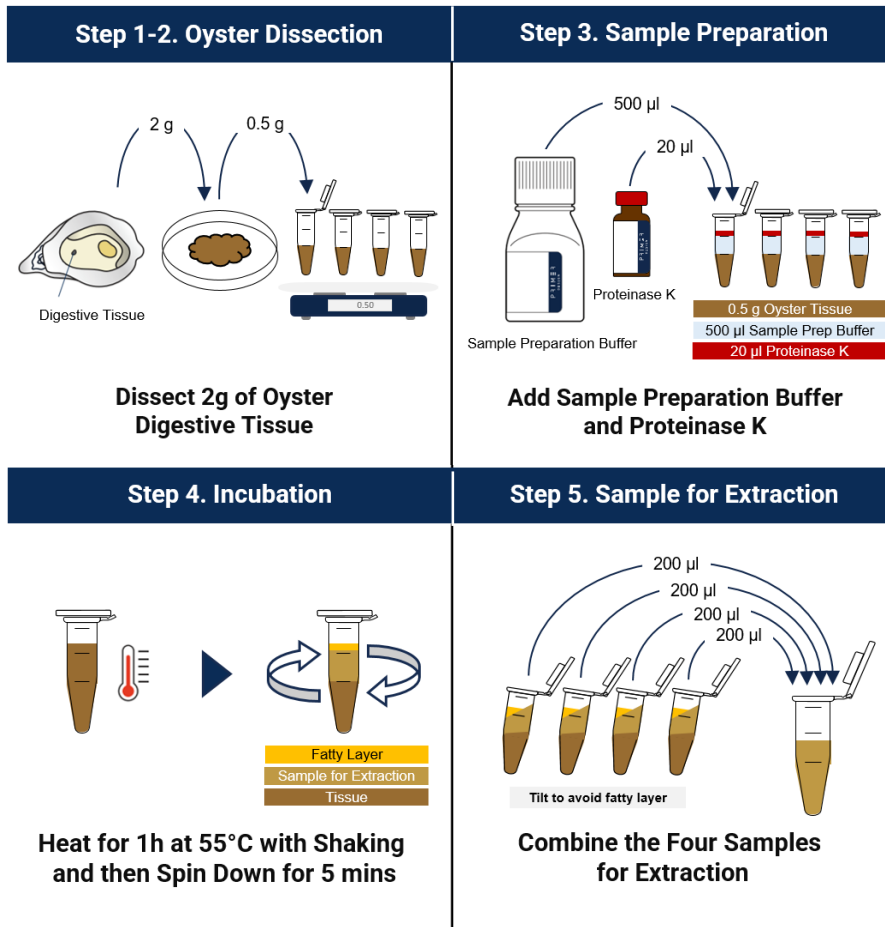 Step 1-2. Oyster Dissection
2 g
0.5 g
0.50
Digestive Tissue
Dissect 2g of Oyster
Digestive Tissue
Step 3. Sample Preparation
500 µl
20 µl
PRIMER
PRIMER
Proteinase K
Sample Preparation Buffer
0.5 g Oyster Tissue
500 µl Sample Prep Buffer
20 µl Proteinase K
Add Sample Preparation Buffer
and Proteinase K
Step 4. Incubation
Fatty Layer
Sample for Extraction
Tissue
Heat for 1h at 55°C with Shaking
and then Spin Down for 5 mins
Step 5. Sample for Extraction
200 µl
200 µl
200 µl
200 µl
Tilt to avoid fatty layer
Combine the Four Samples
for Extraction